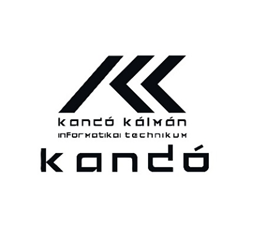 kandó kálmán
informatikai technikum
kandó